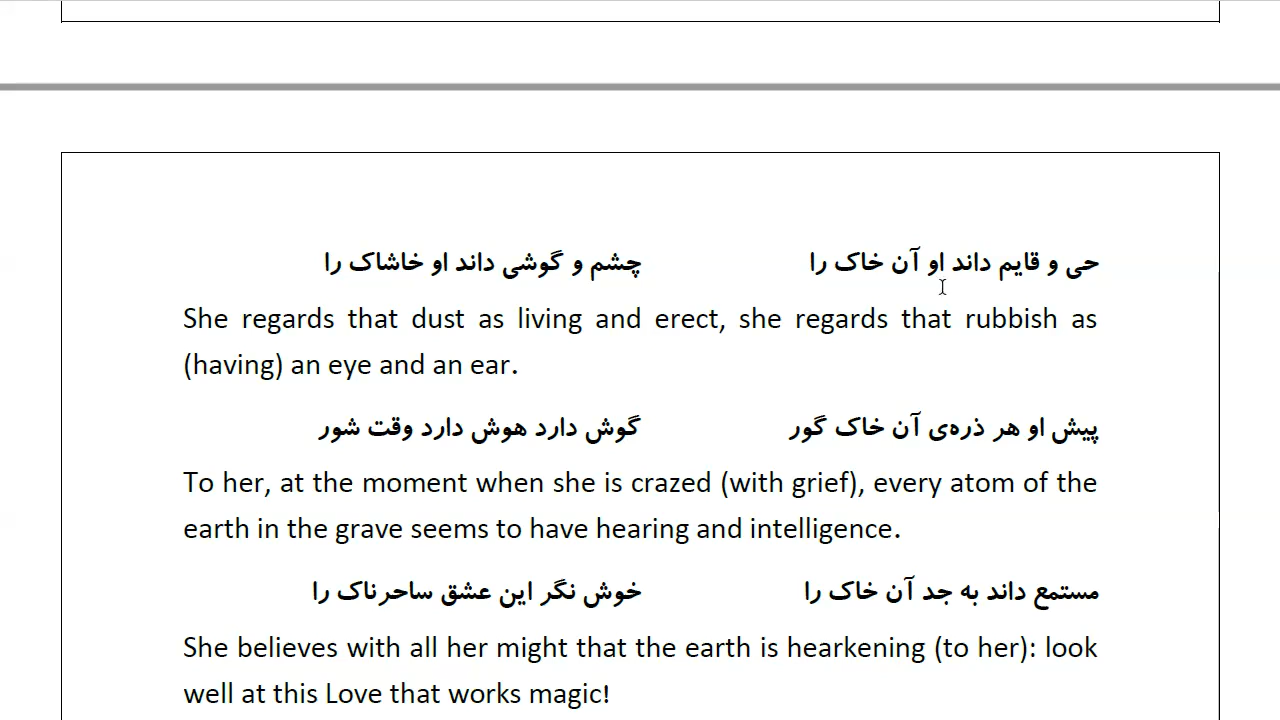 حی و قایم داند او آن خاک را چشم و گوشی داند او خاشاک را
She regards that dust as living and erect, she regards that rubbish as
(having) an eye and an ear.
پیش او هر ذره‌ی آن خاک گور گوش دارد هوش دارد وقت شور
To her, at the moment when she is crazed (with grief), every atom of the
earth in the grave seems to have hearing and intelligence.
مستمع داند به جد آن خاک را خوش نگر این عشق ساحرناک را
She believes with all her might that the earth is hearkening (to her): look
well at this Love that works magic!